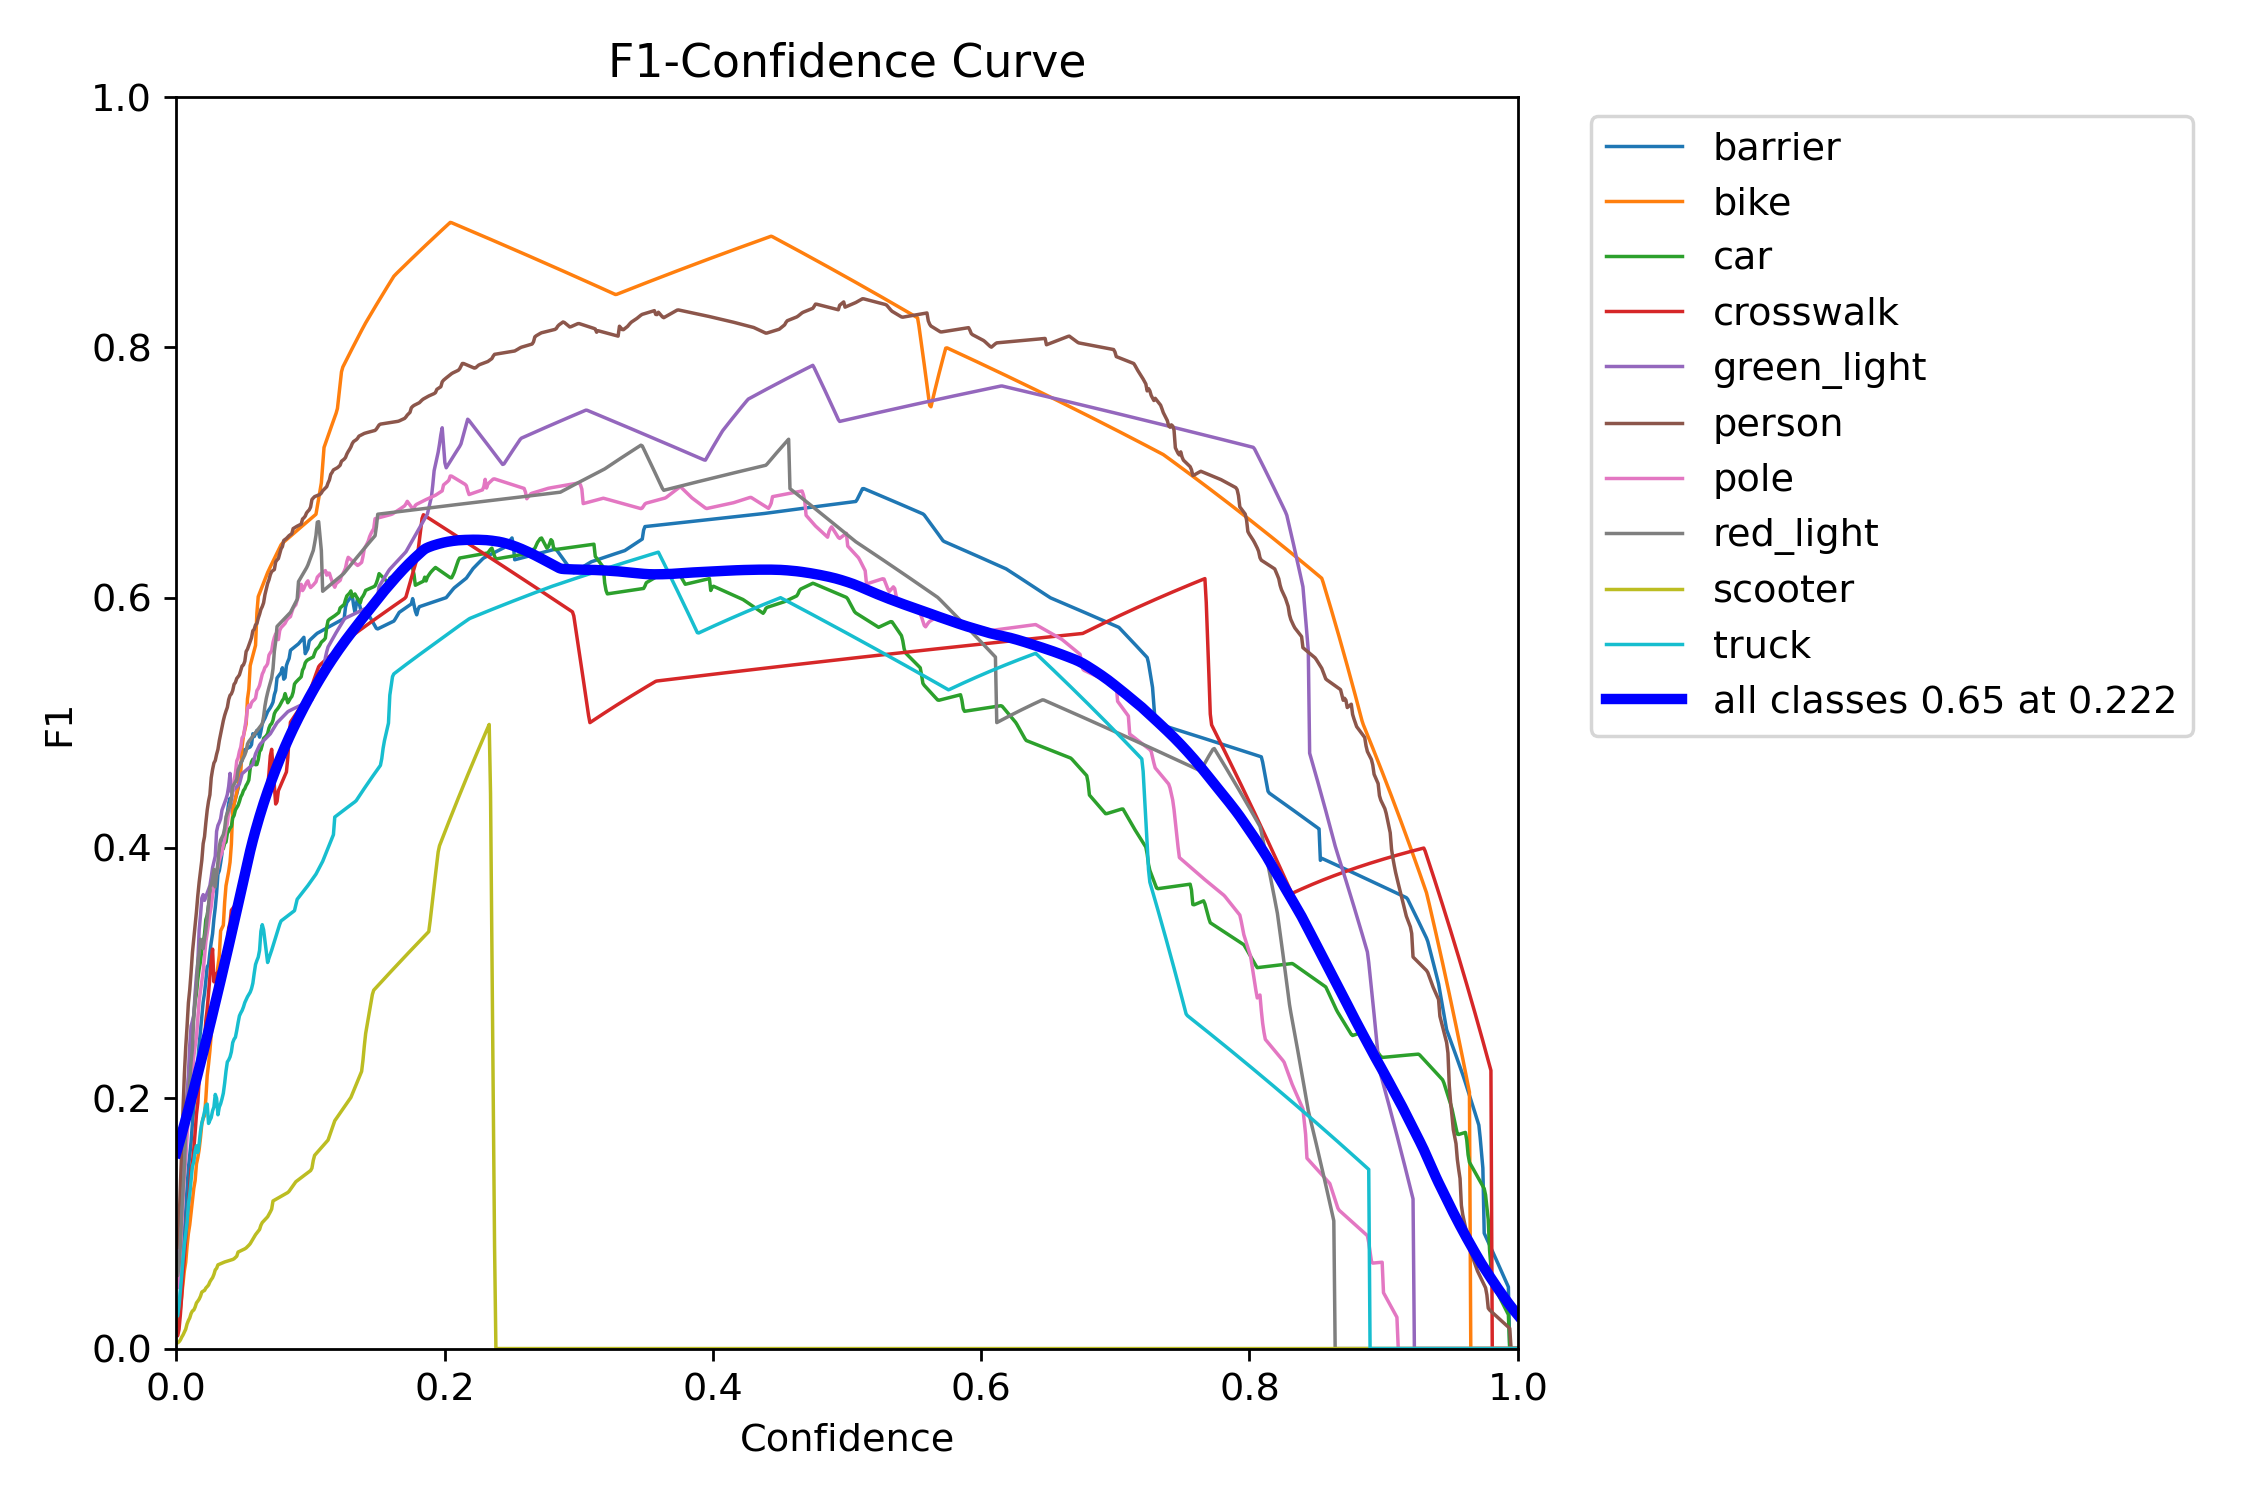 F1-Confidence Curve
1.0
0.8
0.6
0.4
0.2
0.0
F1
0.0 0.2 0.4 0.6 0.8 1.0
Confidence
barrier
bike
car
crosswalk
green_light
person
pole
red_light
scooter
truck
all classes 0.65 at 0.222